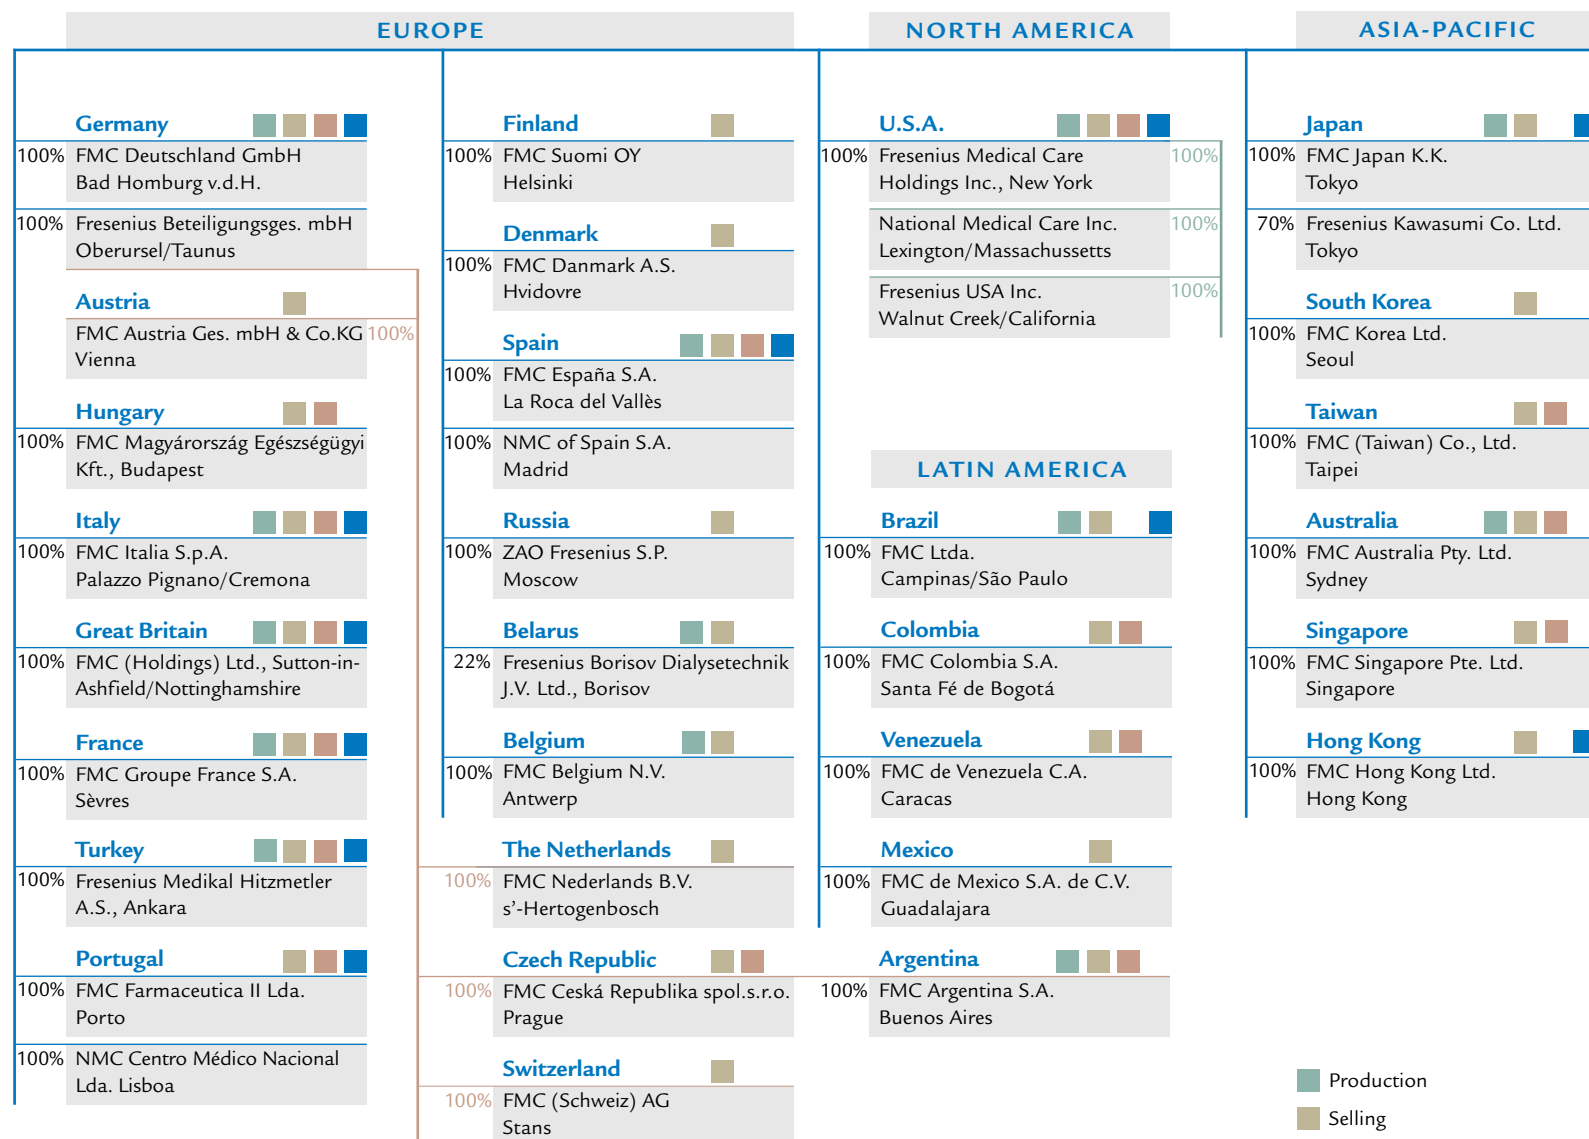 EUROPE
Germany
100% FMC Deutschland GmbH
Bad Homburg v.d.H.
100% Fresenius Beteiligungsges. mbH
Oberursel/Taunus
Austria
FMC Austria Ges. mbH & Co.KG 100%
Vienna
Hungary
100% FMC Magyárország Egészségügyi
Kft., Budapest
Italy
100% FMC Italia S.p.A.
Palazzo Pignano/Cremona
Great Britain
100% FMC (Holdings) Ltd., Sutton-in-
Ashfield/Nottinghamshire
France
100% FMC Groupe France S.A.
Sèvres
Turkey
100% Fresenius Medikal Hitzmetler
A.S., Ankara
Portugal
100% FMC Farmaceutica II Lda.
Porto
100% NMC Centro Médico Nacional
Lda. Lisboa
Finland
100% FMC Suomi OY
Helsinki
Denmark
100% FMC Danmark A.S.
Hvidovre
Spain
100% FMC España S.A.
La Roca del Vallès
100% NMC of Spain S.A.
Madrid
Russia
100% ZAO Fresenius S.P.
Moscow
Belarus
22% Fresenius Borisov Dialysetechnik
J.V. Ltd., Borisov
Belgium
100% FMC Belgium N.V.
Antwerp
The Netherlands
100% FMC Nederlands B.V.
s'-Hertogenbosch
Czech Republic
100% FMC Ceská Republika spol.s.r.o.
Prague
Switzerland
100% FMC (Schweiz) AG
Stans
NORTH AMERICA
U.S.A.
100% Fresenius Medical Care 100%
Holdings Inc., New York
National Medical Care Inc. 100%
Lexington/Massachussetts
Fresenius USA Inc. 100%
Walnut Creek/California
LATIN AMERICA
Brazil
100% FMC Ltda.
Campinas/São Paulo
Colombia
100% FMC Colombia S.A.
Santa Fé de Bogotá
Venezuela
100% FMC de Venezuela C.A.
Caracas
Mexico
100% FMC de Mexico S.A. de C.V.
Guadalajara
Argentina
100% FMC Argentina S.A.
Buenos Aires
ASIA-PACIFIC
Japan
100% FMC Japan K.K.
Tokyo
70% Fresenius Kawasumi Co. Ltd.
Tokyo
South Korea
100% FMC Korea Ltd.
Seoul
Taiwan
100% FMC (Taiwan) Co., Ltd.
Taipei
Australia
100% FMC Australia Pty. Ltd.
Sydney
Singapore
100% FMC Singapore Pte. Ltd.
Singapore
Hong Kong
100% FMC Hong Kong Ltd.
Hong Kong
Production
Selling